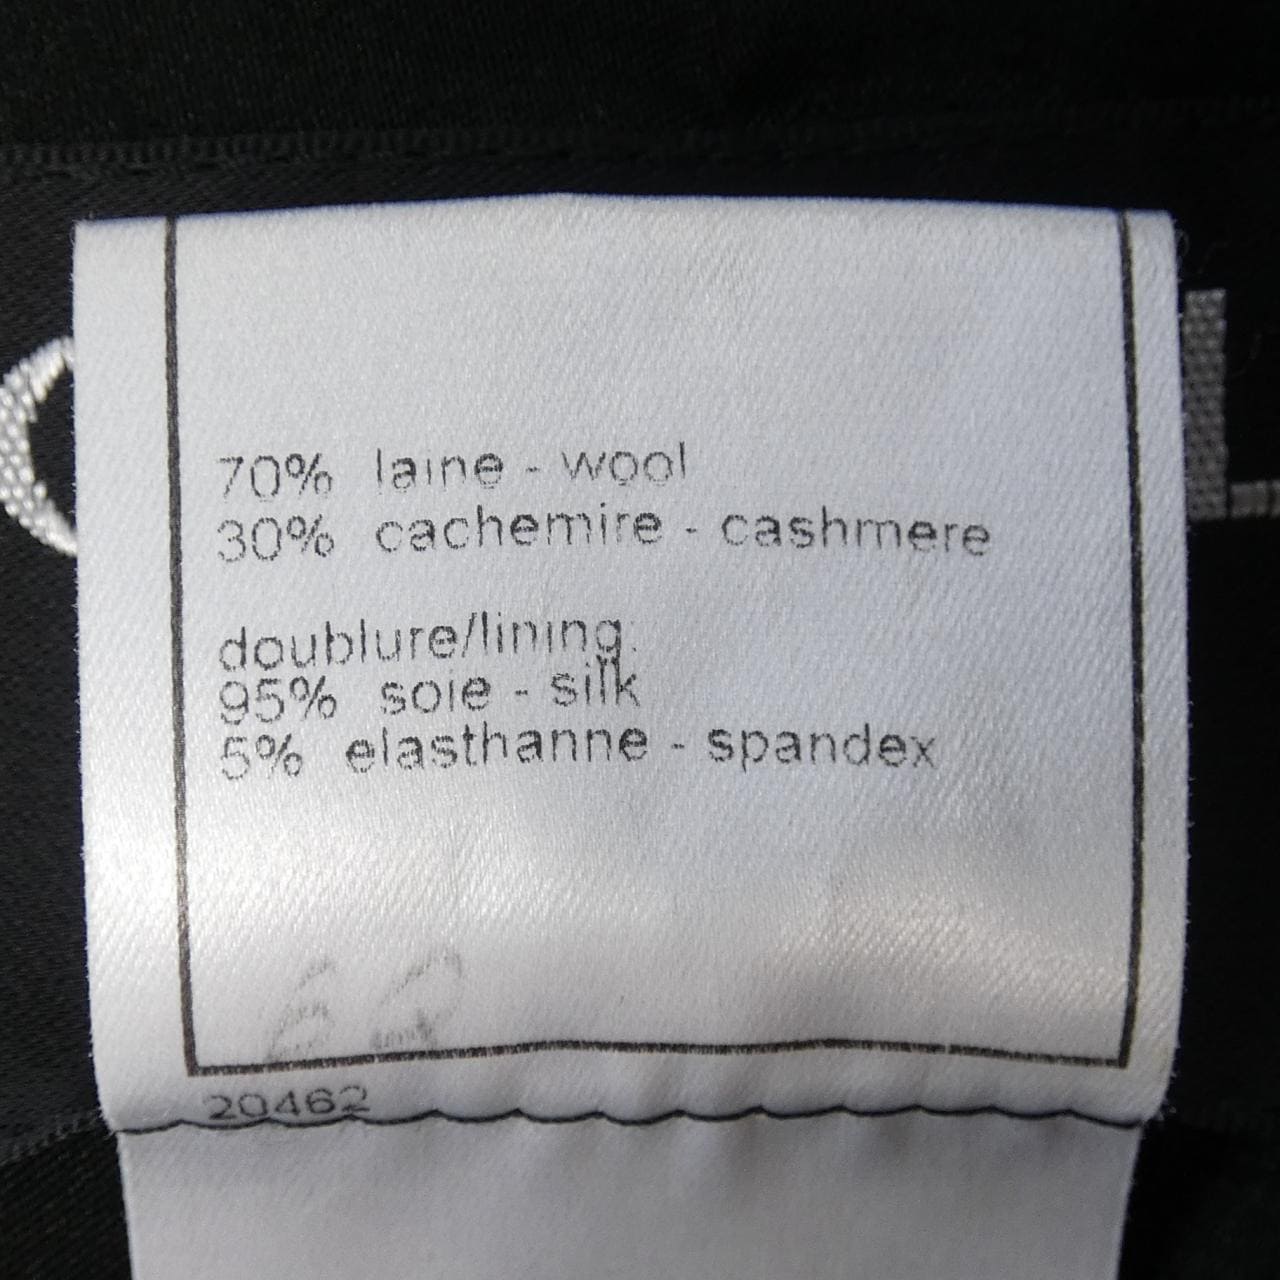 70% laine - wool
30% cachemire - cashmere
doublure/lining:
95% soie - silk
5% elasthanne - spandex
20462